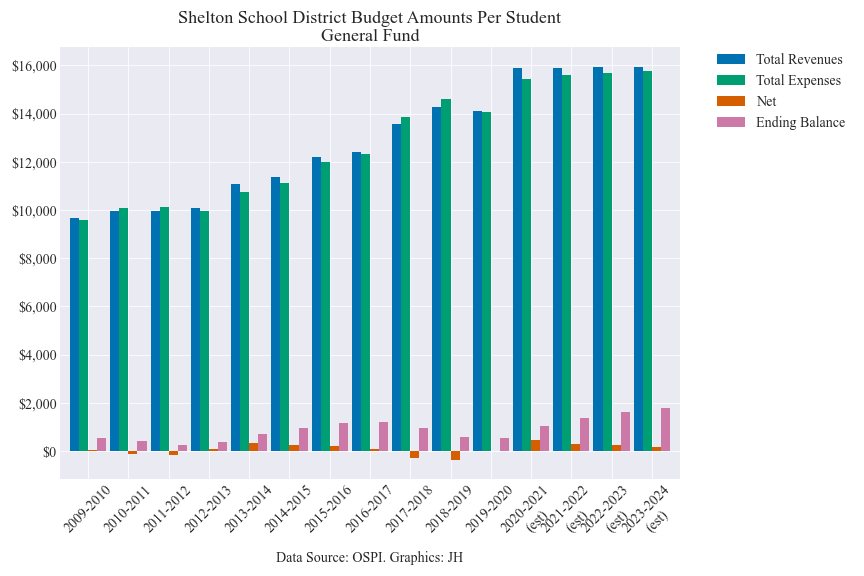 Shelton School District Budget Amounts Per Student
General Fund
Total Revenues
Total Expenses
Net
Ending Balance
$16,000
$14,000
$12,000
$10,000
$8,000
$6,000
$4,000
$2,000
$0
2009-2010
2010-2011
2011-2012
2012-2013
2013-2014
2014-2015
2015-2016
2016-2017
2017-2018
2018-2019
2019-2020
2020-2021
(est)
2021-2022
(est)
2022-2023
(est)
2023-2024
(est)
Data Source: OSPI. Graphics: JH